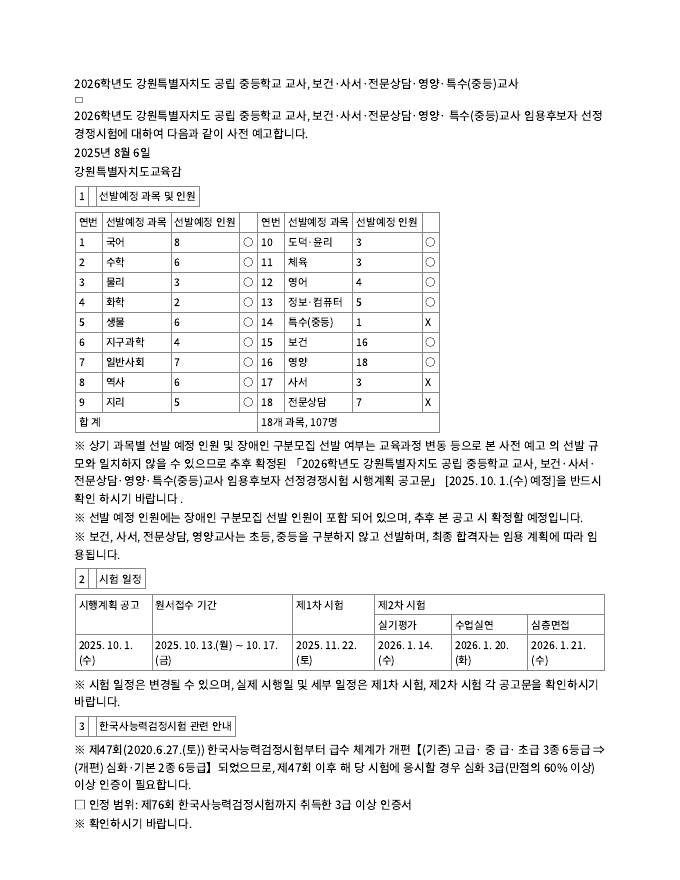 2026학년도 강원특별자치도 공립 중등학교 교사, 보건·사서·전문상담·영양·특수(중등)교사
□
2026학년도 강원특별자치도 공립 중등학교 교사, 보건·사서·전문상담·영양· 특수(중등)교사 임용후보자 선정
경쟁시험에 대하여 다음과 같이 사전 예고합니다.
2025년 8월 6일
강원특별자치도교육감
1 선발예정 과목 및 인원
연번 선발예정 과목 선발예정 인원 연번 선발예정 과목 선발예정 인원
1 국어 8 ○ 10 도덕·윤리 3 ○
2 수학 6 ○ 11 체육 3 ○
3 물리 3 ○ 12 영어 4 ○
4 화학 2 ○ 13 정보·컴퓨터 5 ○
5 생물 6 ○ 14 특수(중등) 1 X
6 지구과학 4 ○ 15 보건 16 ○
7 일반사회 7 ○ 16 영양 18 ○
8 역사 6 ○ 17 사서 3 X
9 지리 5 ○ 18 전문상담 7 X
합 계 18개 과목, 107명
※ 상기 과목별 선발 예정 인원 및 장애인 구분모집 선발 여부는 교육과정 변동 등으로 본 사전 예고 의 선발 규
모와 일치하지 않을 수 있으므로 추후 확정된 「2026학년도 강원특별자치도 공립 중등학교 교사, 보건·사서·
전문상담·영양·특수(중등)교사 임용후보자 선정경쟁시험 시행계획 공고문」 [2025. 10. 1.(수) 예정]을 반드시
확인 하시기 바랍니다 .
※ 선발 예정 인원에는 장애인 구분모집 선발 인원이 포함 되어 있으며, 추후 본 공고 시 확정할 예정입니다.
※ 보건, 사서, 전문상담, 영양교사는 초등, 중등을 구분하지 않고 선발하며, 최종 합격자는 임용 계획에 따라 임
용됩니다.
2 시험 일정
시행계획 공고 원서접수 기간 제1차 시험 제2차 시험
실기평가 수업실연 심층면접
2025. 10. 1. 2025. 10. 13.(월) ~ 10. 17. 2025. 11. 22. 2026. 1. 14. 2026. 1. 20. 2026. 1. 21.
(수) (금) (토) (수) (화) (수)
※ 시험 일정은 변경될 수 있으며, 실제 시행일 및 세부 일정은 제1차 시험, 제2차 시험 각 공고문을 확인하시기
바랍니다.
3 한국사능력검정시험 관련 안내
※ 제47회(2020.6.27.(토)) 한국사능력검정시험부터 급수 체계가 개편【(기존) 고급· 중 급· 초급 3종 6등급 ⇒
(개편) 심화·기본 2종 6등급】되었으므로, 제47회 이후 해 당 시험에 응시할 경우 심화 3급(만점의 60% 이상)
이상 인증이 필요합니다.
□ 인정 범위: 제76회 한국사능력검정시험까지 취득한 3급 이상 인증서
※ 확인하시기 바랍니다.